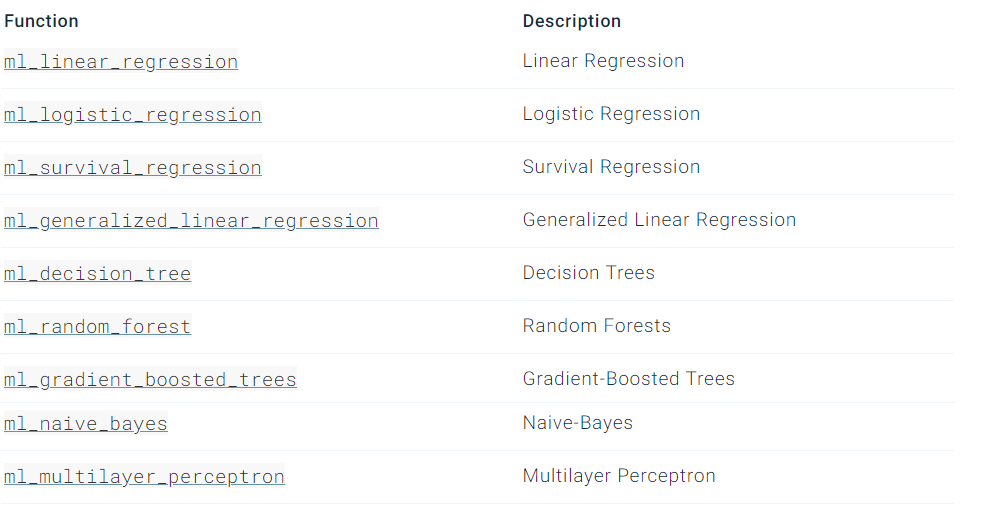 Function Description
ml_linear_regression Linear Regression
ml_logistic_regression Logistic Regression
ml_survival_regression Survival Regression
ml_generalized_linear_regression Generalized Linear Regression
ml_decision_tree Decision Trees
ml_random_forest Random Forests
ml_gradient_boosted_trees Gradient-Boosted Trees
ml_naive_bayes Naive-Bayes
ml_multilayer_perceptron Multilayer Perceptron